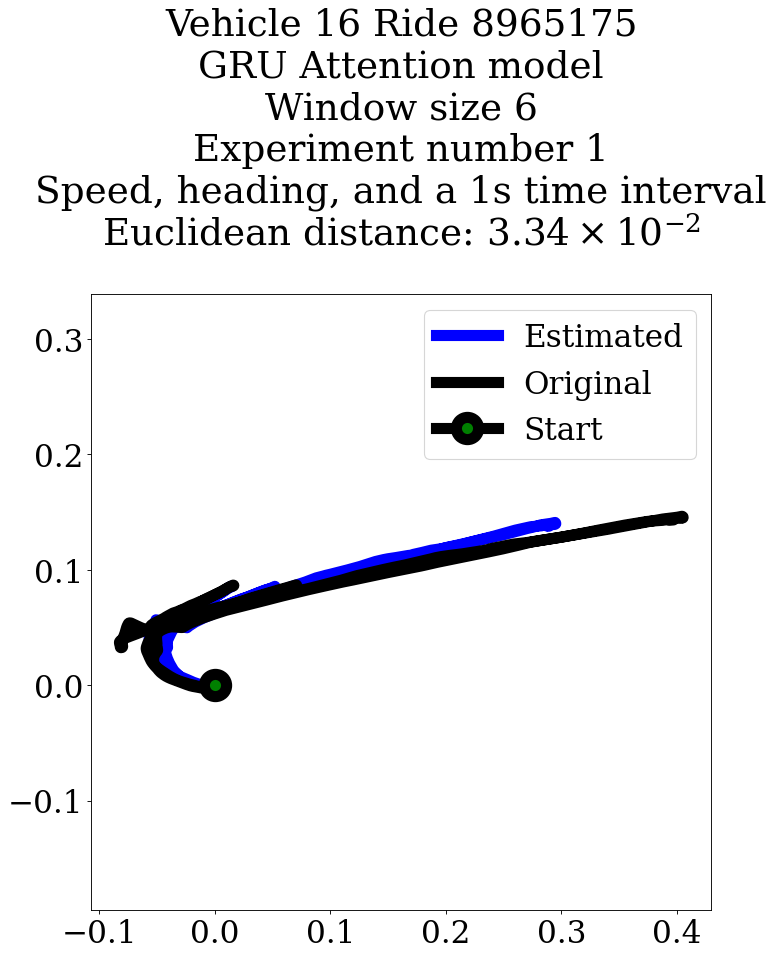 Vehicle 16 Ride 8965175
GRU Attention model
Window size 6
Experiment number 1
Speed, heading, and a 1s time interval
Euclidean distance: 3.34 × 10⁻²
Estimated
Original
Start
0.3
0.2
0.1
0.0
−0.1
−0.1 0.0 0.1 0.2 0.3 0.4